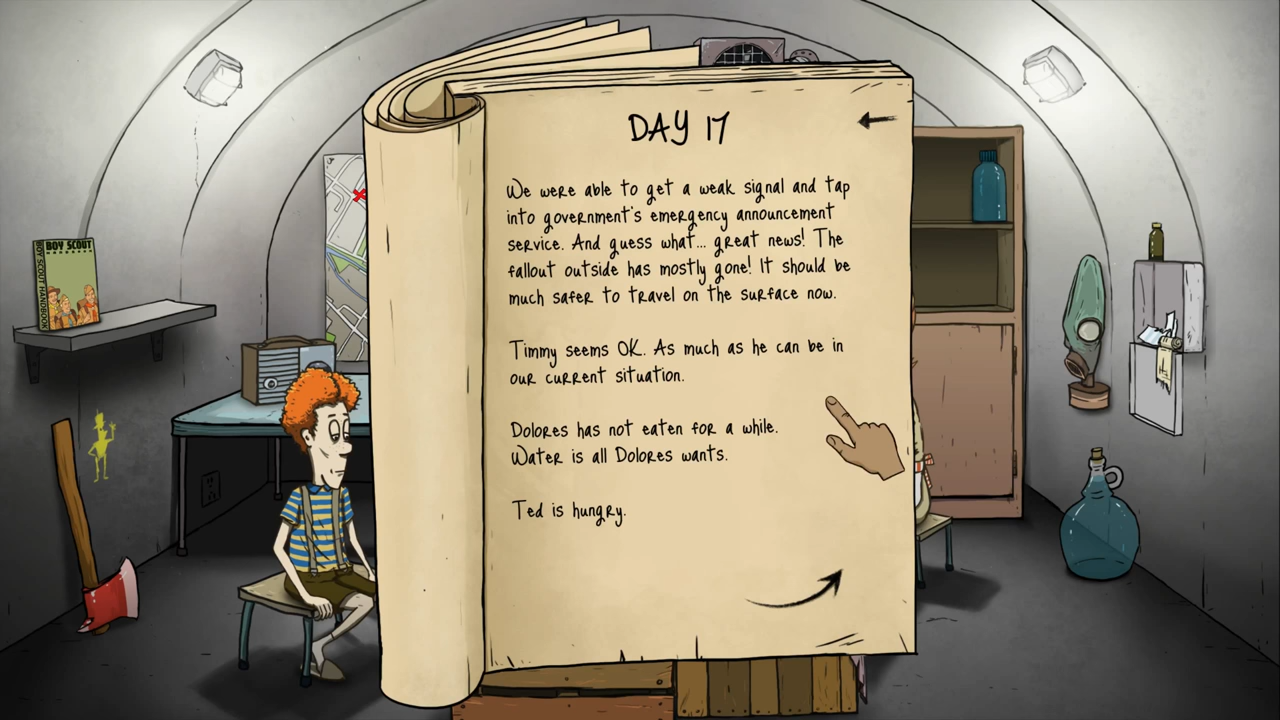 DAY 17
We were able to get a weak signal and tap
into government's emergency announcement
service. And guess what... great news! The
fallout outside has mostly gone! It should be
much safer to travel on the surface now.
Timmy seems OK. As much as he can be in
our current situation.
Dolores has not eaten for a while.
Water is all Dolores wants.
Ted is hungry.
BOY SCOUT
BOY SCOUT HANDBOOK